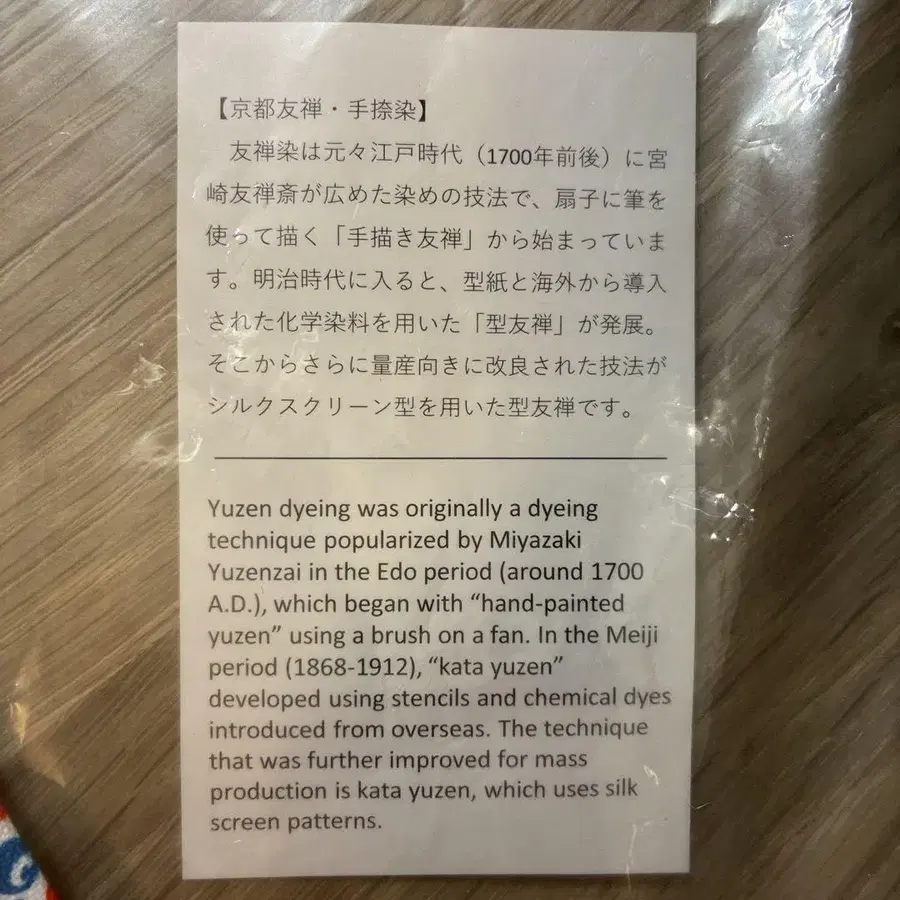 【京都友禅・手捺染】
友禅染は元々江戸時代（1700年前後）に宮
崎友禅斎が広めた染めの技法で、扇子に筆を
使って描く「手描き友禅」から始まっていま
す。明治時代に入ると、型紙と海外から導入
された化学染料を用いた「型友禅」が発展。
そこからさらに量産向きに改良された技法が
シルクスクリーン型を用いた型友禅です。
Yuzen dyeing was originally a dyeing
technique popularized by Miyazaki
Yuzenzai in the Edo period (around 1700
A.D.), which began with “hand-painted
yuzen” using a brush on a fan. In the Meiji
period (1868-1912), “kata yuzen”
developed using stencils and chemical dyes
introduced from overseas. The technique
that was further improved for mass
production is kata yuzen, which uses silk
screen patterns.
G